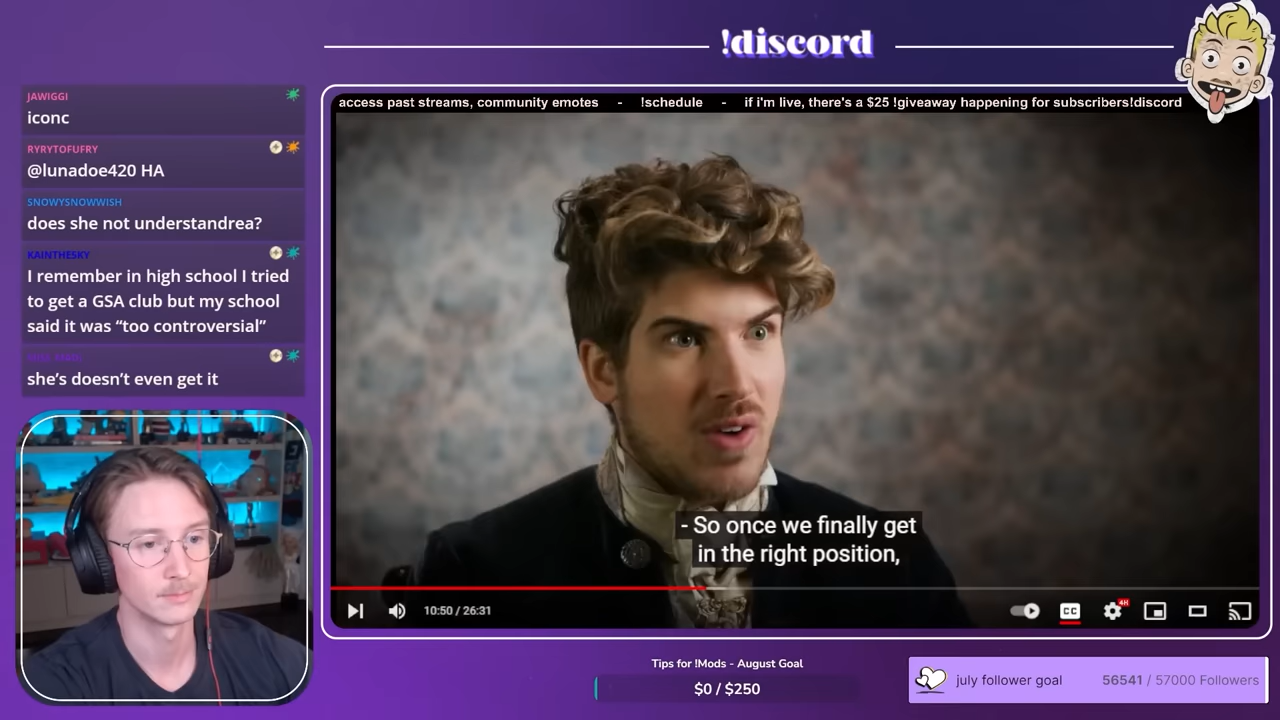 !discord
access past streams, community emotes - !schedule - if i'm live, there's a $25 !giveaway happening for subscribers!discord
JAWIGGI
iconc
RYRYTOFURY
@lunadoe420 HA
SNOWYSNOWWISH
does she not understandrea?
KAINTHESKY
I remember in high school I tried
to get a GSA club but my school
said it was “too controversial”
she’s doesn’t even get it
- So once we finally get
in the right position,
10:50 / 26:31
CC
4K
Tips for !Mods - August Goal
$0 / $250
july follower goal
56541 / 57000 Followers